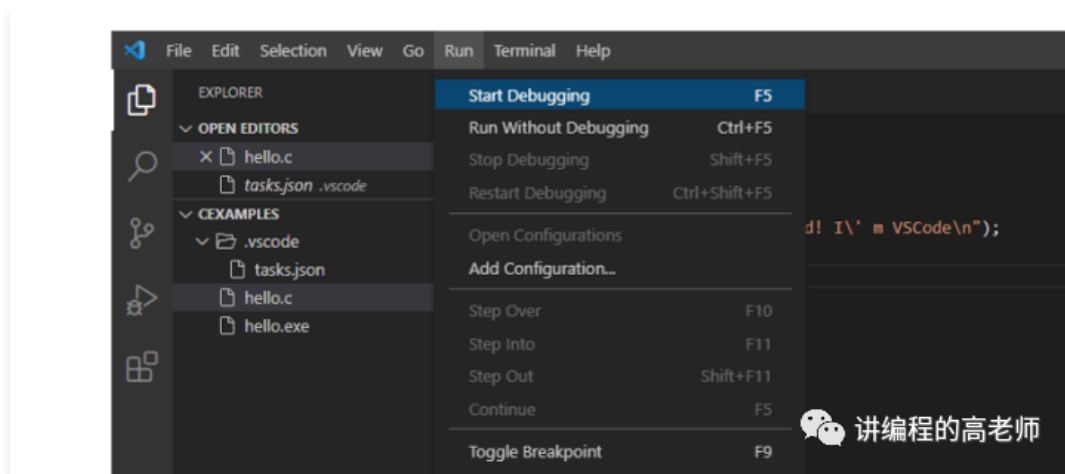 File Edit Selection View Go Run Terminal Help
EXPLORER
OPEN EDITORS
hello.c
tasks.json .vscode
CEXAMPLES
.vscode
tasks.json
hello.c
hello.exe
Start Debugging F5
Run Without Debugging Ctrl+F5
Stop Debugging Shift+F5
Restart Debugging Ctrl+Shift+F5
Open Configurations
Add Configuration...
Step Over F10
Step Into F11
Step Out Shift+F11
Continue F5
Toggle Breakpoint F9
d! I\' m VSCode\n");
讲编程的高老师